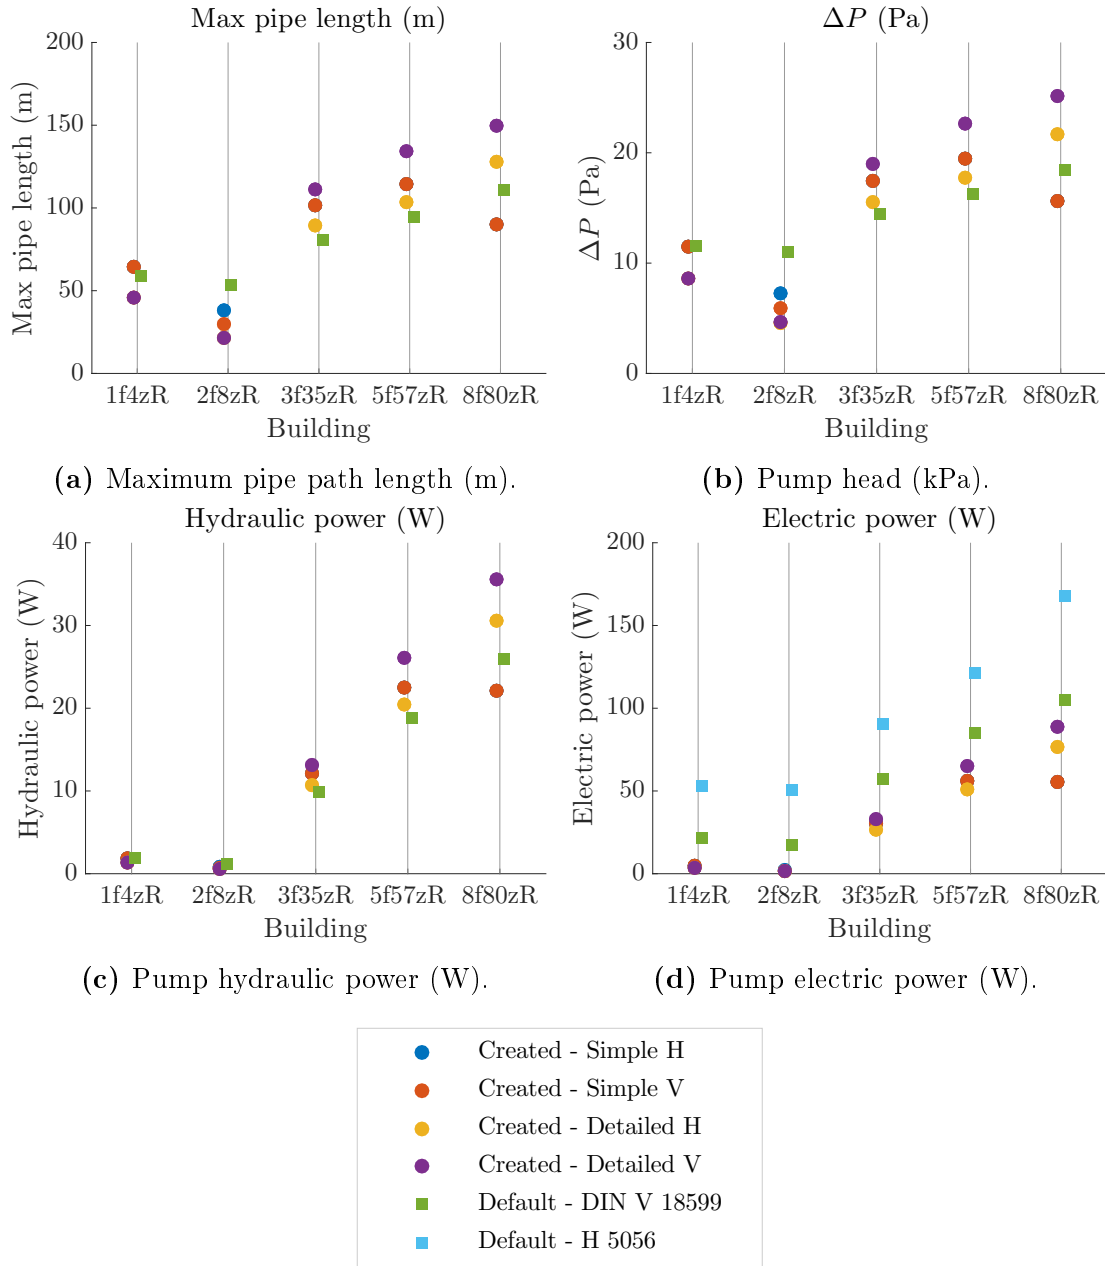 Max pipe length (m)
200
150
100
50
0
Max pipe length (m)
1f4zR 2f8zR 3f35zR 5f57zR 8f80zR
Building
(a) Maximum pipe path length (m).
ΔP (Pa)
30
20
10
0
ΔP (Pa)
1f4zR 2f8zR 3f35zR 5f57zR 8f80zR
Building
(b) Pump head (kPa).
Hydraulic power (W)
40
30
20
10
0
Hydraulic power (W)
1f4zR 2f8zR 3f35zR 5f57zR 8f80zR
Building
(c) Pump hydraulic power (W).
Electric power (W)
200
150
100
50
0
Electric power (W)
1f4zR 2f8zR 3f35zR 5f57zR 8f80zR
Building
(d) Pump electric power (W).
Created - Simple H
Created - Simple V
Created - Detailed H
Created - Detailed V
Default - DIN V 18599
Default - H 5056